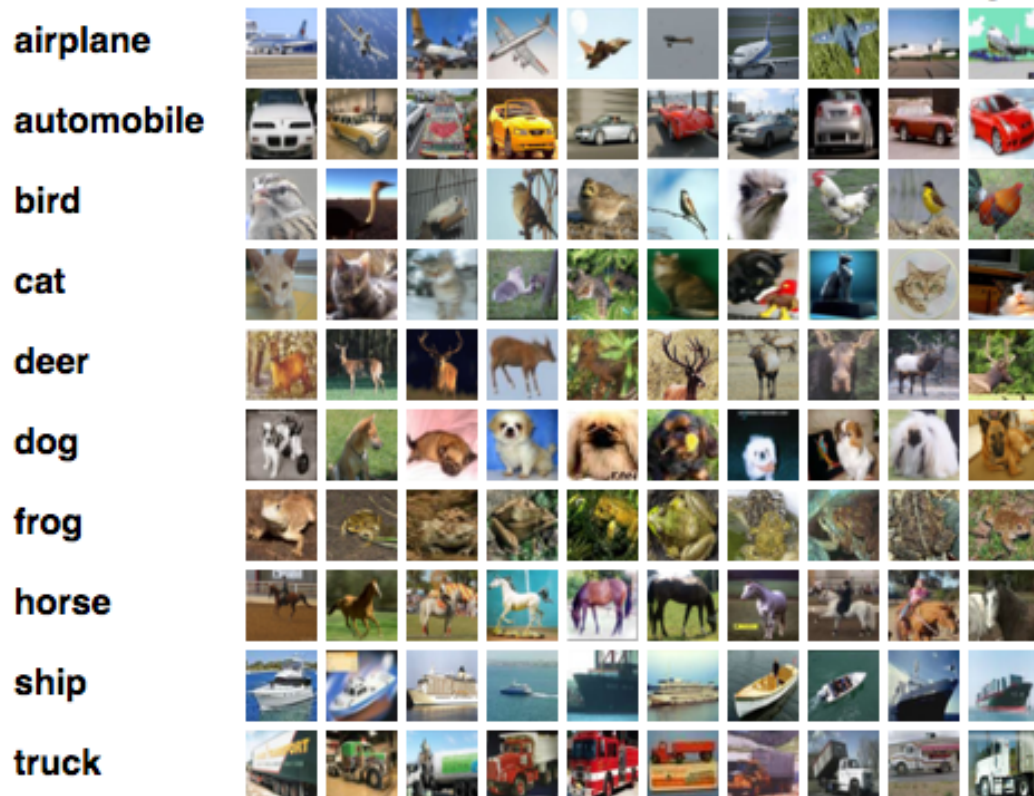 airplane
automobile
bird
cat
deer
dog
frog
horse
ship
truck